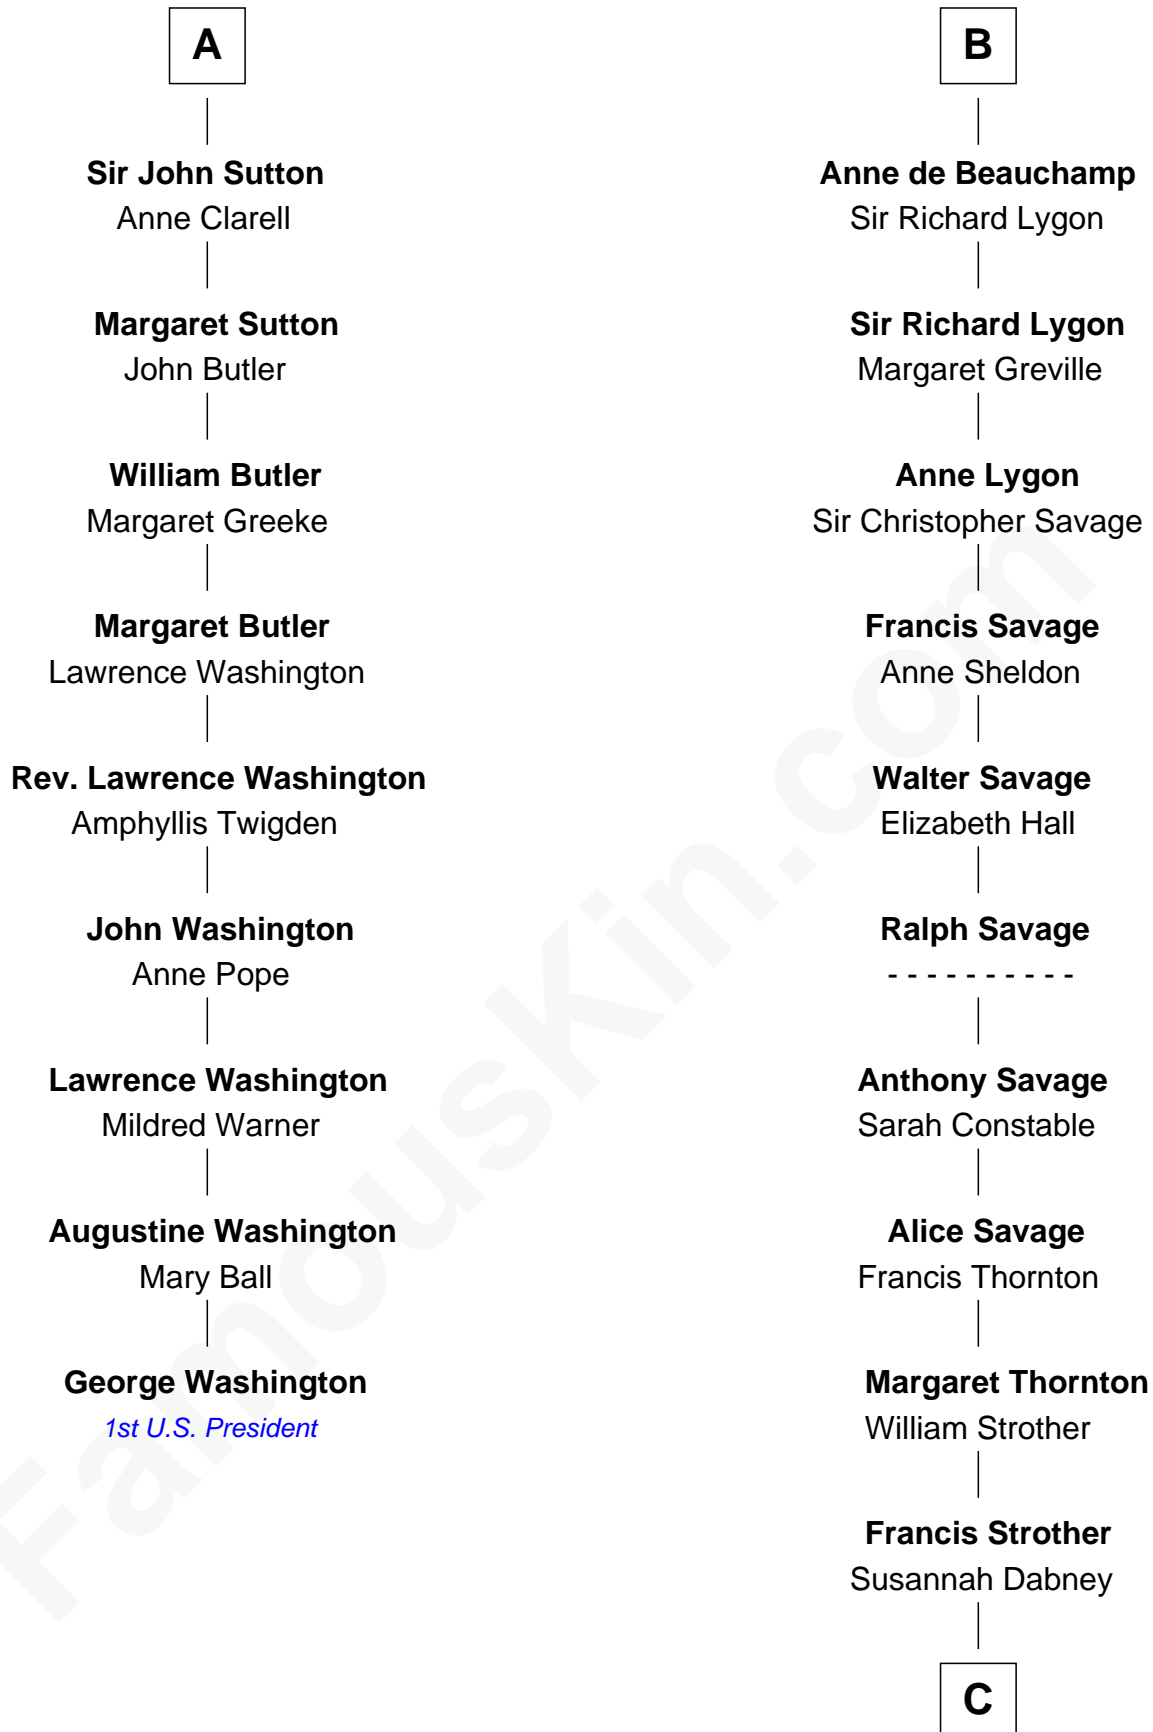 A
Sir John Sutton
Anne Clarell
Margaret Sutton
John Butler
William Butler
Margaret Greeke
Margaret Butler
Lawrence Washington
Rev. Lawrence Washington
Amphyllis Twigden
John Washington
Anne Pope
Lawrence Washington
Mildred Warner
Augustine Washington
Mary Ball
George Washington
1st U.S. President
B
Anne de Beauchamp
Sir Richard Lygon
Sir Richard Lygon
Margaret Greville
Anne Lygon
Sir Christopher Savage
Francis Savage
Anne Sheldon
Walter Savage
Elizabeth Hall
Ralph Savage
- - - - - - - - - -
Anthony Savage
Sarah Constable
Alice Savage
Francis Thornton
Margaret Thornton
William Strother
Francis Strother
Susannah Dabney
C
FamousKin.com